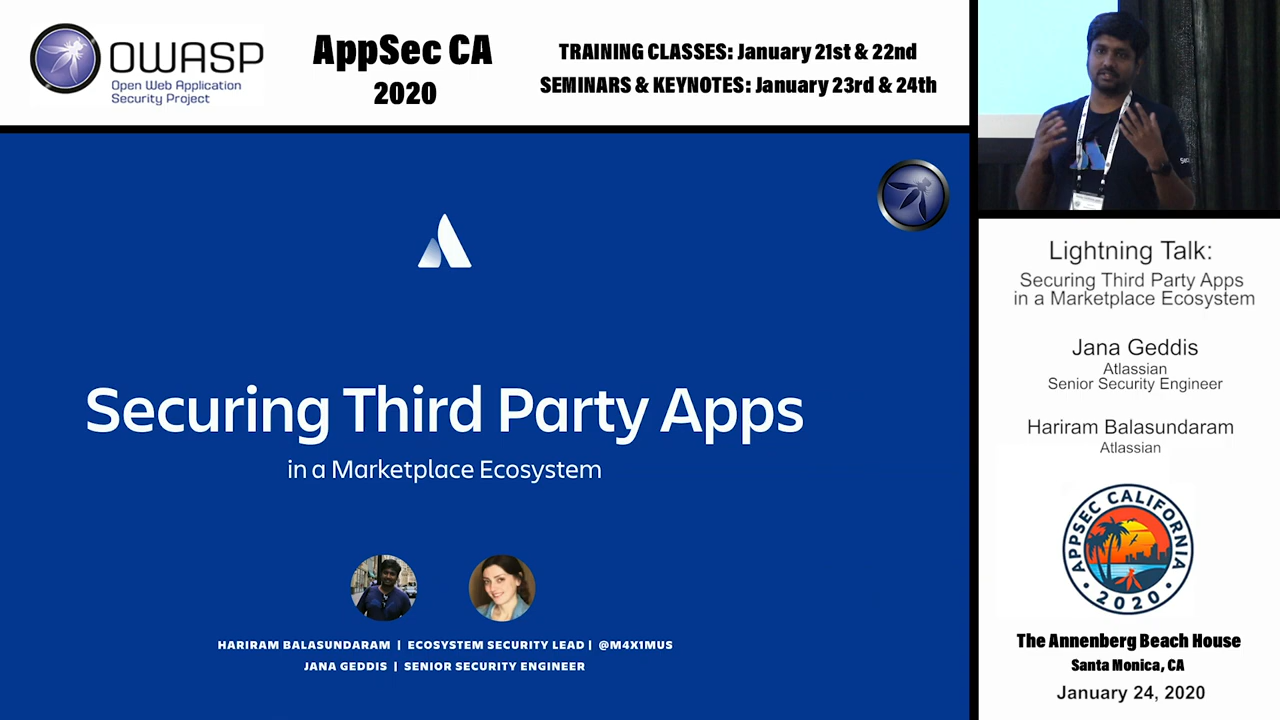 OWASP
Open Web Application
Security Project
AppSec CA
2020
TRAINING CLASSES: January 21st & 22nd
SEMINARS & KEYNOTES: January 23rd & 24th
Securing Third Party Apps
in a Marketplace Ecosystem
HARIRAM BALASUNDARAM | ECOSYSTEM SECURITY LEAD | @M4X1MUS
JANA GEDDIS | SENIOR SECURITY ENGINEER
Lightning Talk:
Securing Third Party Apps
in a Marketplace Ecosystem
Jana Geddis
Atlassian
Senior Security Engineer
Hariram Balasundaram
Atlassian
APPSEC CALIFORNIA
• 2020 •
The Annenberg Beach House
Santa Monica, CA
January 24, 2020